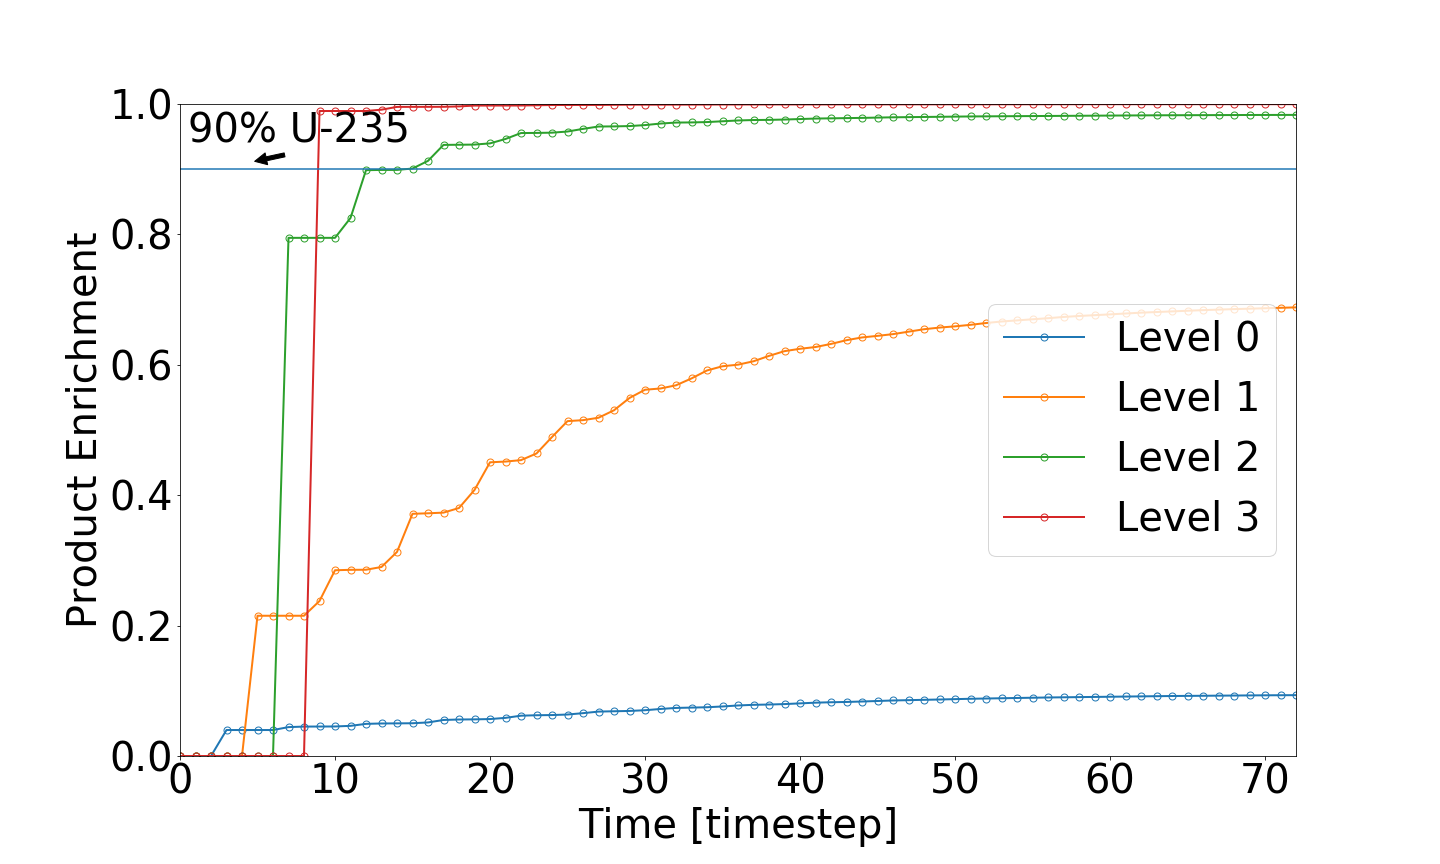 90% U-235
Product Enrichment
1.0
0.8
0.6
0.4
0.2
0.0
0 10 20 30 40 50 60 70
Time [timestep]
Level 0
Level 1
Level 2
Level 3